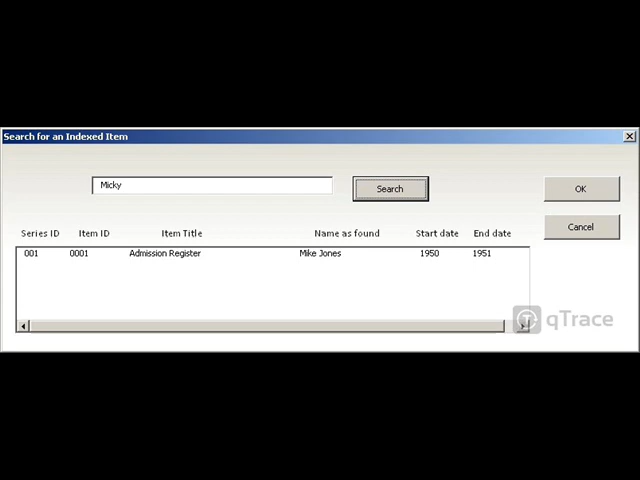 Search for an Indexed Item
Micky
Search
OK
Cancel
Series ID Item ID Item Title Name as found Start date End date
001 0001 Admission Register Mike Jones 1950 1951
qTrace